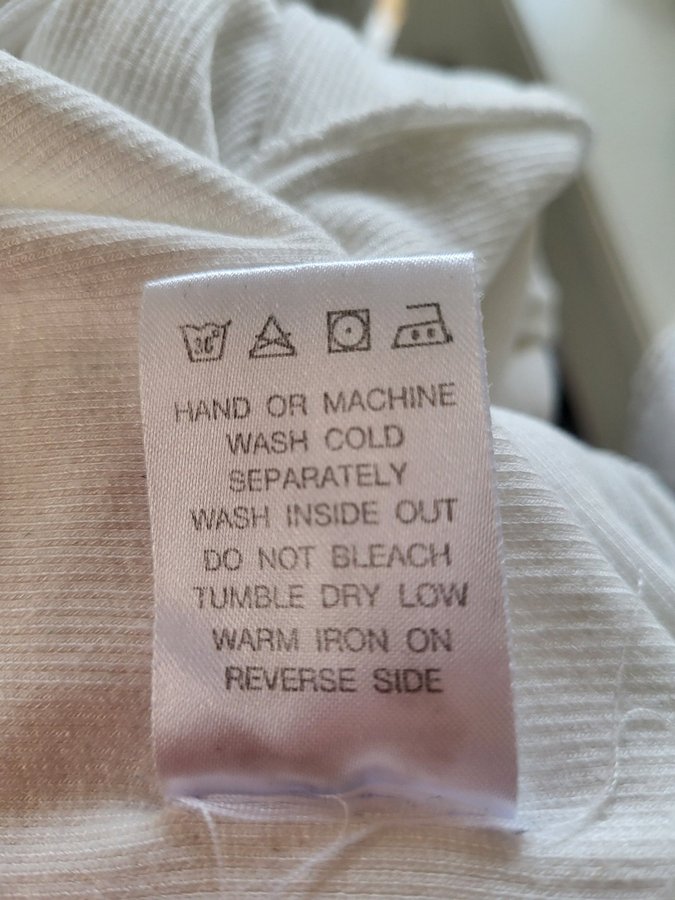 30°
HAND OR MACHINE
WASH COLD
SEPARATELY
WASH INSIDE OUT
DO NOT BLEACH
TUMBLE DRY LOW
WARM IRON ON
REVERSE SIDE